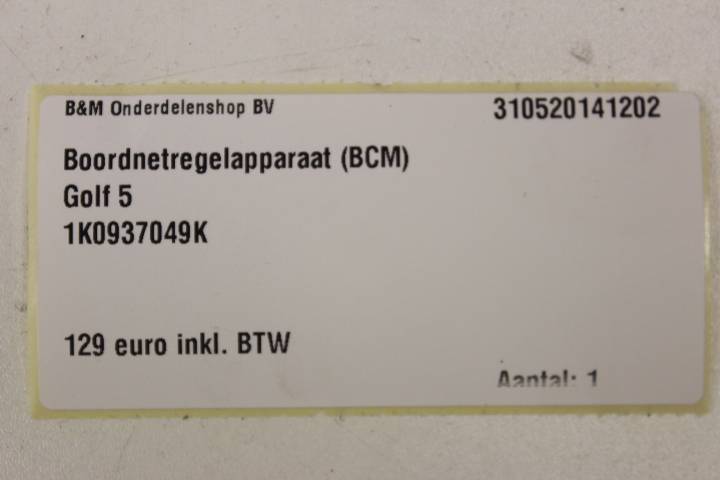 B&M Onderdelenshop BV 310520141202
Boordnetregelapparaat (BCM)
Golf 5
1K0937049K
129 euro inkl. BTW
Aantal: 1